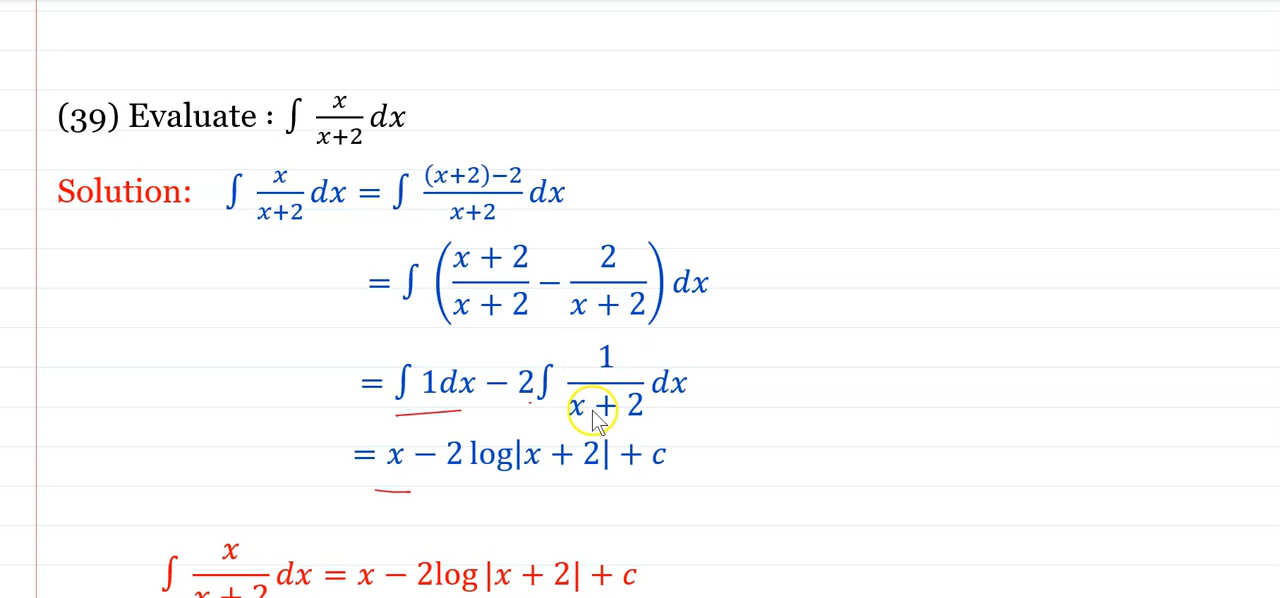 (39) Evaluate : ∫ x/(x+2) dx
Solution: ∫ x/(x+2) dx = ∫ ((x+2)−2)/(x+2) dx
= ∫ ((x + 2)/(x + 2) − 2/(x + 2)) dx
= ∫ 1dx − 2∫ 1/(x + 2) dx
= x − 2 log|x + 2| + c
∫ x/(x + 2) dx = x − 2log |x + 2| + c